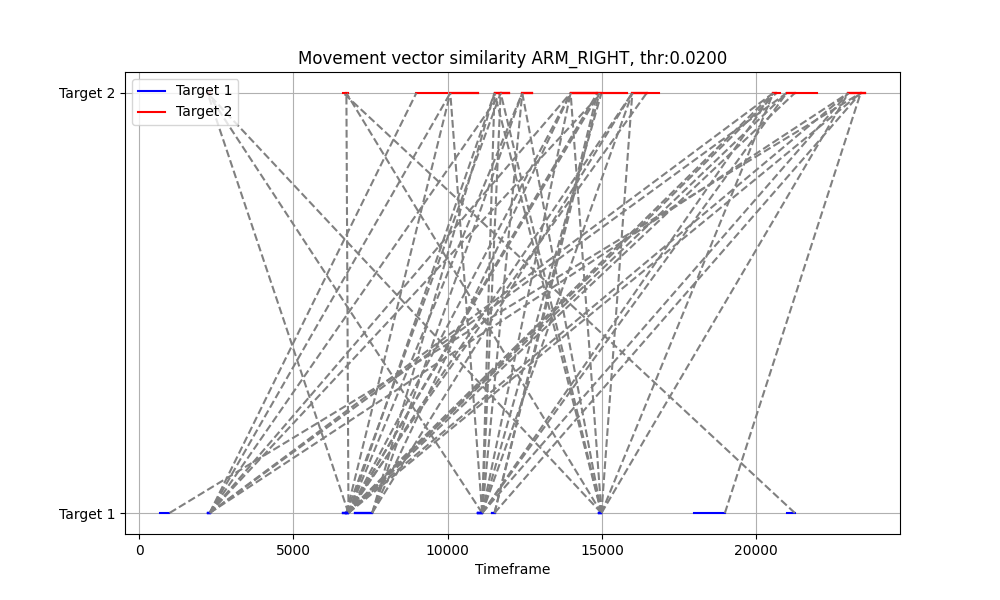 Movement vector similarity ARM_RIGHT, thr:0.0200
Target 2
Target 1
Target 2
Target 1
0 5000 10000 15000 20000
Timeframe